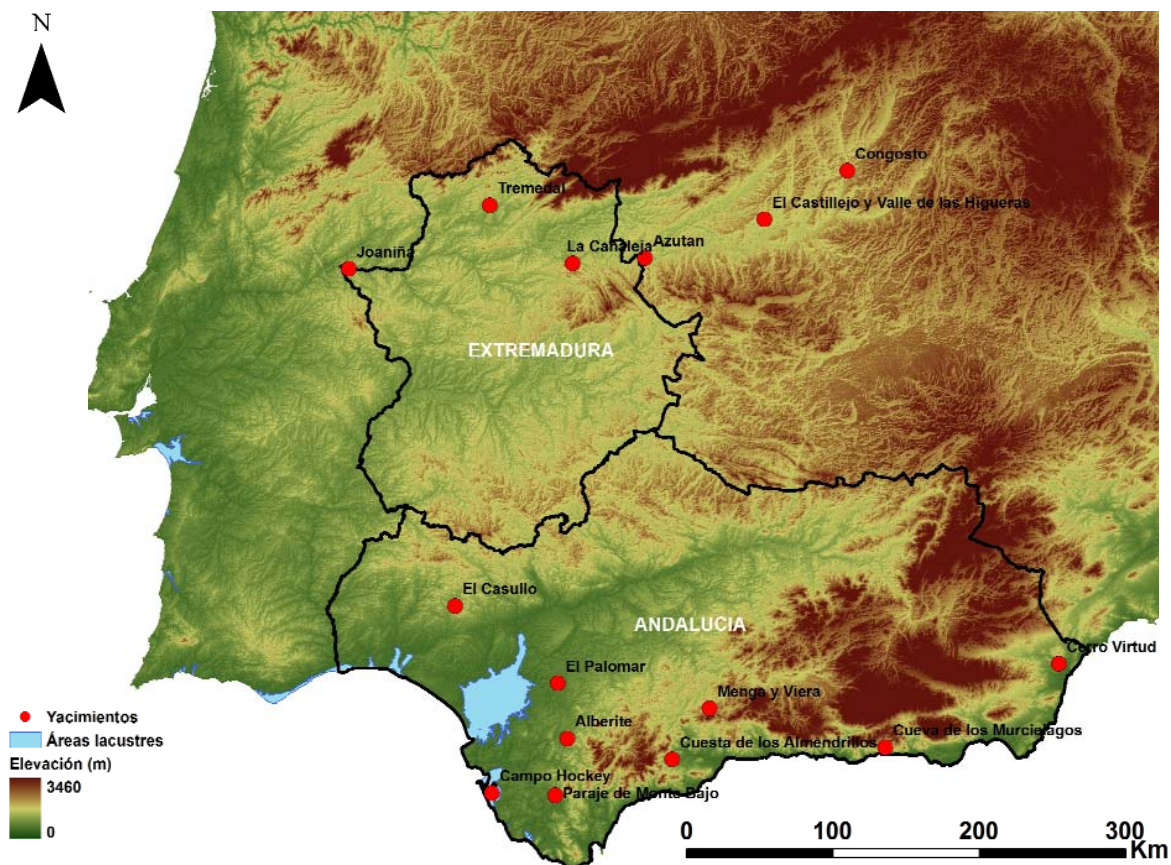 N
Congosto
Tremedal
El Castillejo y Valle de las Higueras
La Canaleja
Azutan
Joaniña
EXTREMADURA
El Casullo
ANDALUCIA
Cerro Virtud
El Palomar
Menga y Viera
Yacimientos
Alberite
Cueva de los Murcielagos
Áreas lacustres
Cuesta de los Almendrillos
Elevación (m)
Campo Hockey
3460
Paraje de Monte Bajo
0
0 100 200 300
Km